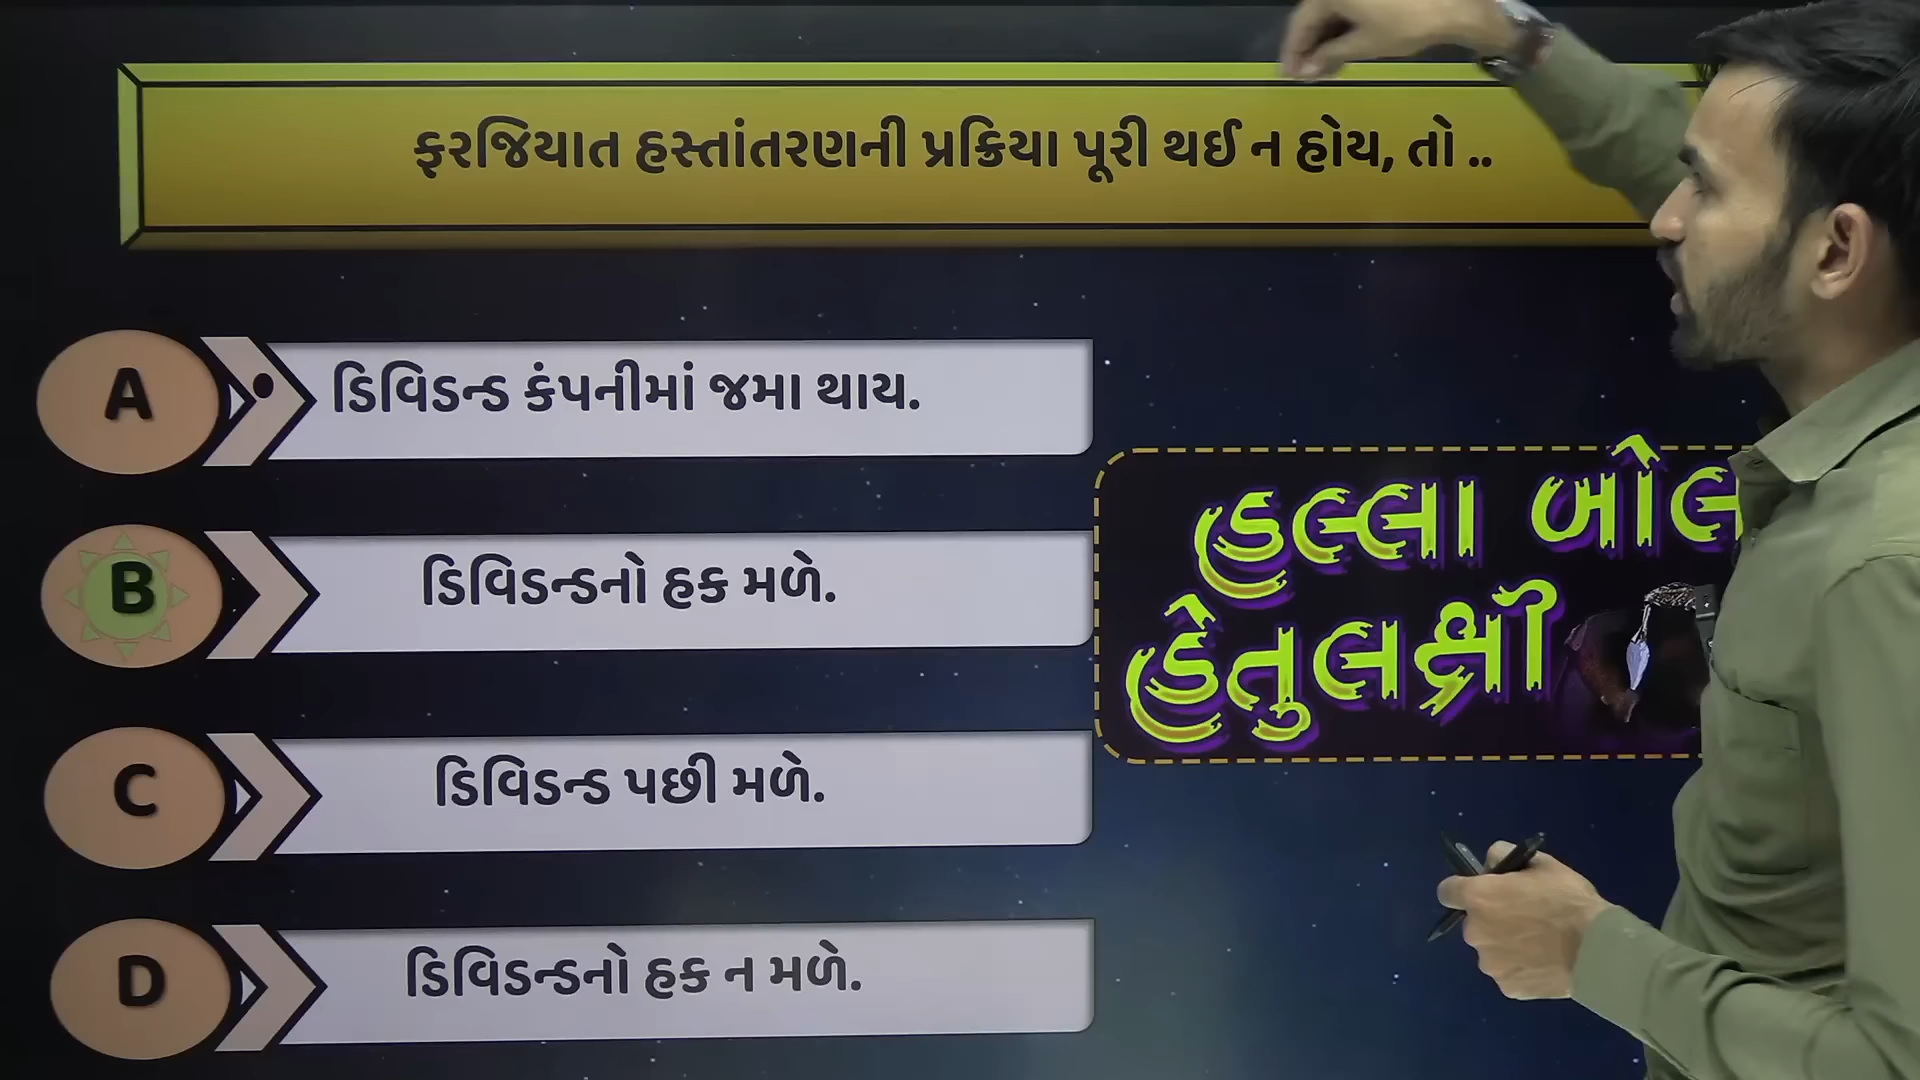 ફરજિયાત હસ્તાંતરણની પ્રક્રિયા પૂરી થઈ ન હોય, તો ..
A
ડિવિડન્ડ કંપનીમાં જમા થાય.
B
ડિવિડન્ડનો હક મળે.
C
ડિવિડન્ડ પછી મળે.
D
ડિવિડન્ડનો હક ન મળે.
હલ્લા બોલ
હેતુલક્ષી